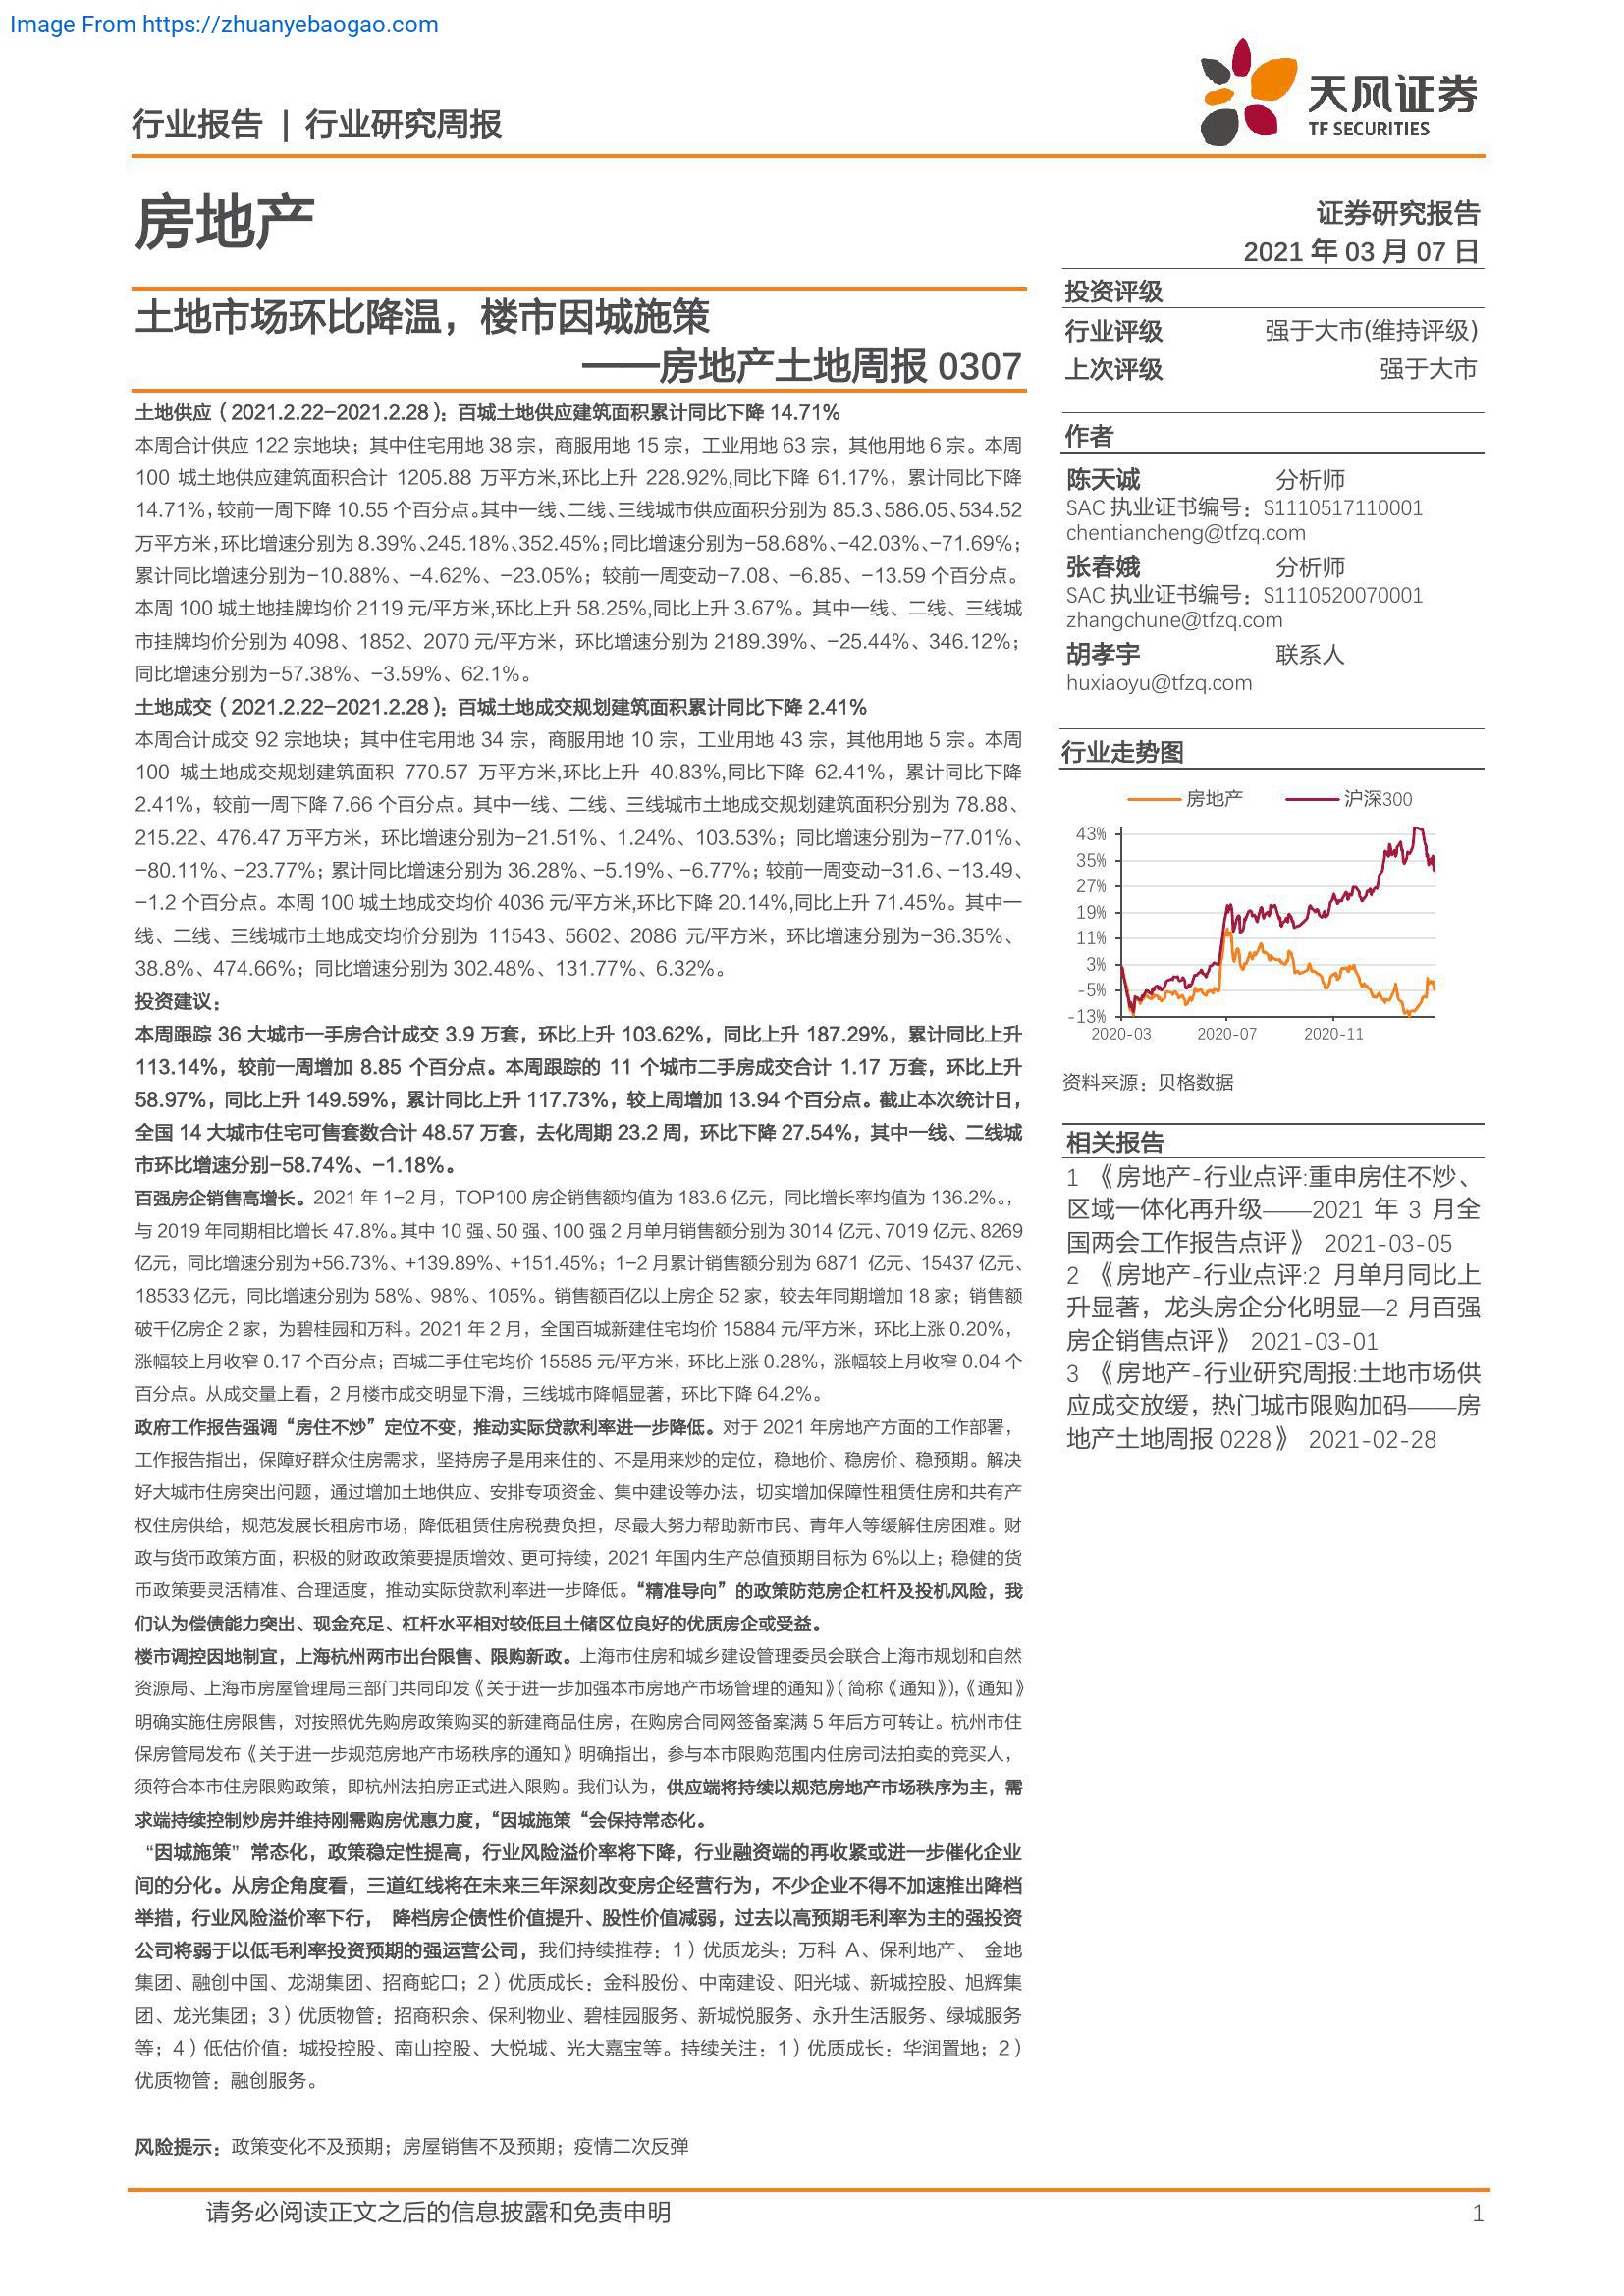 Image From https://zhuanyebaogao.com
行业报告 | 行业研究周报
天风证券
TF SECURITIES
房地产
证券研究报告
2021 年 03 月 07 日
土地市场环比降温，楼市因城施策
——房地产土地周报 0307
土地供应（2021.2.22-2021.2.28）：百城土地供应建筑面积累计同比下降 14.71%
本周合计供应 122 宗地块；其中住宅用地 38 宗，商服用地 15 宗，工业用地 63 宗，其他用地 6 宗。本周
100 城土地供应建筑面积合计 1205.88 万平方米,环比上升 228.92%,同比下降 61.17%，累计同比下降
14.71%，较前一周下降 10.55 个百分点。其中一线、二线、三线城市供应面积分别为 85.3、586.05、534.52
万平方米，环比增速分别为 8.39%、245.18%、352.45%；同比增速分别为-58.68%、-42.03%、-71.69%；
累计同比增速分别为-10.88%、-4.62%、-23.05%；较前一周变动-7.08、-6.85、-13.59 个百分点。
本周 100 城土地挂牌均价 2119 元/平方米,环比上升 58.25%,同比上升 3.67%。其中一线、二线、三线城
市挂牌均价分别为 4098、1852、2070 元/平方米，环比增速分别为 2189.39%、-25.44%、346.12%；
同比增速分别为-57.38%、-3.59%、62.1%。
土地成交（2021.2.22-2021.2.28）：百城土地成交规划建筑面积累计同比下降 2.41%
本周合计成交 92 宗地块；其中住宅用地 34 宗，商服用地 10 宗，工业用地 43 宗，其他用地 5 宗。本周
100 城土地成交规划建筑面积 770.57 万平方米,环比上升 40.83%,同比下降 62.41%，累计同比下降
2.41%，较前一周下降 7.66 个百分点。其中一线、二线、三线城市土地成交规划建筑面积分别为 78.88、
215.22、476.47 万平方米，环比增速分别为-21.51%、1.24%、103.53%；同比增速分别为-77.01%、
-80.11%、-23.77%；累计同比增速分别为 36.28%、-5.19%、-6.77%；较前一周变动-31.6、-13.49、
-1.2 个百分点。本周 100 城土地成交均价 4036 元/平方米,环比下降 20.14%,同比上升 71.45%。其中一
线、二线、三线城市土地成交均价分别为 11543、5602、2086 元/平方米，环比增速分别为-36.35%、
38.8%、474.66%；同比增速分别为 302.48%、131.77%、6.32%。
投资建议：
本周跟踪 36 大城市一手房合计成交 3.9 万套，环比上升 103.62%，同比上升 187.29%，累计同比上升
113.14%，较前一周增加 8.85 个百分点。本周跟踪的 11 个城市二手房成交合计 1.17 万套，环比上升
58.97%，同比上升 149.59%，累计同比上升 117.73%，较上周增加 13.94 个百分点。截止本次统计日，
全国 14 大城市住宅可售套数合计 48.57 万套，去化周期 23.2 周，环比下降 27.54%，其中一线、二线城
市环比增速分别-58.74%、-1.18%。
百强房企销售高增长。2021 年 1-2 月，TOP100 房企销售额均值为 183.6 亿元，同比增长率均值为 136.2%。，
与 2019 年同期相比增长 47.8%。其中 10 强、50 强、100 强 2 月单月销售额分别为 3014 亿元、7019 亿元、8269
亿元，同比增速分别为+56.73%、+139.89%、+151.45%；1-2 月累计销售额分别为 6871 亿元、15437 亿元、
18533 亿元，同比增速分别为 58%、98%、105%。销售额百亿以上房企 52 家，较去年同期增加 18 家；销售额
破千亿房企 2 家，为碧桂园和万科。2021 年 2 月，全国百城新建住宅均价 15884 元/平方米，环比上涨 0.20%，
涨幅较上月收窄 0.17 个百分点；百城二手住宅均价 15585 元/平方米，环比上涨 0.28%，涨幅较上月收窄 0.04 个
百分点。从成交量上看，2 月楼市成交明显下滑，三线城市降幅显著，环比下降 64.2%。
政府工作报告强调“房住不炒”定位不变，推动实际贷款利率进一步降低。对于 2021 年房地产方面的工作部署，
工作报告指出，保障好群众住房需求，坚持房子是用来住的、不是用来炒的定位，稳地价、稳房价、稳预期。解决
好大城市住房突出问题，通过增加土地供应、安排专项资金、集中建设等办法，切实增加保障性租赁住房和共有产
权住房供给，规范发展长租房市场，降低租赁住房税费负担，尽最大努力帮助新市民、青年人等缓解住房困难。财
政与货币政策方面，积极的财政政策要提质增效、更可持续，2021 年国内生产总值预期目标为 6%以上；稳健的货
币政策要灵活精准、合理适度，推动实际贷款利率进一步降低。“精准导向”的政策防范房企杠杆及投机风险，我
们认为偿债能力突出、现金充足、杠杆水平相对较低且土储区位良好的优质房企或受益。
楼市调控因地制宜，上海杭州两市出台限售、限购新政。上海市住房和城乡建设管理委员会联合上海市规划和自然
资源局、上海市房屋管理局三部门共同印发《关于进一步加强本市房地产市场管理的通知》（简称《通知》），《通知》
明确实施住房限售，对按照优先购房政策购买的新建商品住房，在购房合同网签备案满 5 年后方可转让。杭州市住
保房管局发布《关于进一步规范房地产市场秩序的通知》明确指出，参与本市限购范围内住房司法拍卖的竞买人，
须符合本市住房限购政策，即杭州法拍房正式进入限购。我们认为，供应端将持续以规范房地产市场秩序为主，需
求端持续控制炒房并维持刚需购房优惠力度，“因城施策“会保持常态化。
“因城施策”常态化，政策稳定性提高，行业风险溢价率将下降，行业融资端的再收紧或进一步催化企业
间的分化。从房企角度看，三道红线将在未来三年深刻改变房企经营行为，不少企业不得不加速推出降档
举措，行业风险溢价率下行， 降档房企债性价值提升、股性价值减弱，过去以高预期毛利率为主的强投资
公司将弱于以低毛利率投资预期的强运营公司，我们持续推荐：1）优质龙头：万科 A、保利地产、 金地
集团、融创中国、龙湖集团、招商蛇口；2）优质成长：金科股份、中南建设、阳光城、新城控股、旭辉集
团、龙光集团；3）优质物管：招商积余、保利物业、碧桂园服务、新城悦服务、永升生活服务、绿城服务
等；4）低估价值：城投控股、南山控股、大悦城、光大嘉宝等。持续关注：1）优质成长：华润置地；2）
优质物管：融创服务。
风险提示：政策变化不及预期；房屋销售不及预期；疫情二次反弹
投资评级
行业评级 强于大市(维持评级)
上次评级 强于大市
作者
陈天诚 分析师
SAC 执业证书编号：S1110517110001
chentiancheng@tfzq.com
张春娥 分析师
SAC 执业证书编号：S1110520070001
zhangchune@tfzq.com
胡孝宇 联系人
huxiaoyu@tfzq.com
行业走势图
房地产 沪深300
43%
35%
27%
19%
11%
3%
-5%
-13%
2020-03 2020-07 2020-11
资料来源：贝格数据
相关报告
1 《房地产-行业点评:重申房住不炒、
区域一体化再升级——2021 年 3 月全
国两会工作报告点评》 2021-03-05
2 《房地产-行业点评:2 月单月同比上
升显著，龙头房企分化明显—2 月百强
房企销售点评》 2021-03-01
3 《房地产-行业研究周报:土地市场供
应成交放缓，热门城市限购加码——房
地产土地周报 0228》 2021-02-28
请务必阅读正文之后的信息披露和免责申明
1